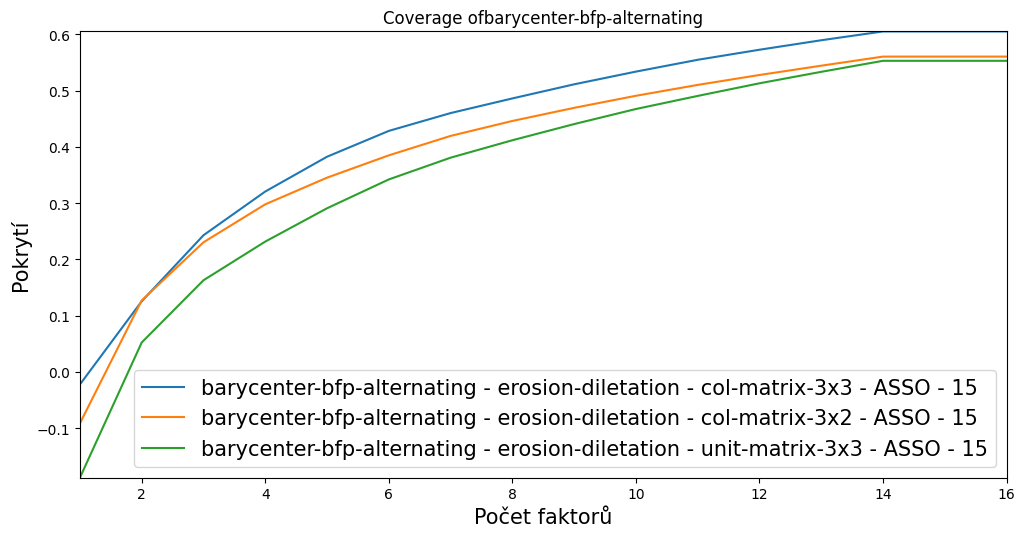 Coverage ofbarycenter-bfp-alternating
0.6
0.5
0.4
0.3
0.2
0.1
0.0
−0.1
Pokrytí
barycenter-bfp-alternating - erosion-diletation - col-matrix-3x3 - ASSO - 15
barycenter-bfp-alternating - erosion-diletation - col-matrix-3x2 - ASSO - 15
barycenter-bfp-alternating - erosion-diletation - unit-matrix-3x3 - ASSO - 15
2 4 6 8 10 12 14 16
Počet faktorů